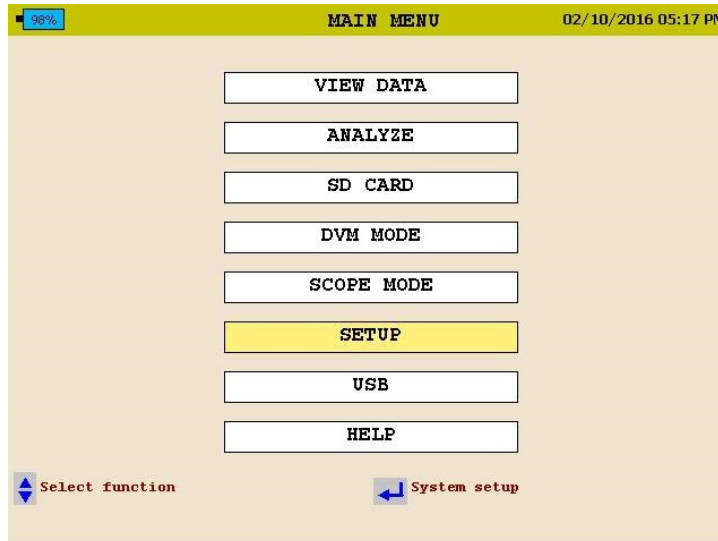 98% MAIN MENU 02/10/2016 05:17 PM
VIEW DATA
ANALYZE
SD CARD
DVM MODE
SCOPE MODE
SETUP
USB
HELP
Select function System setup